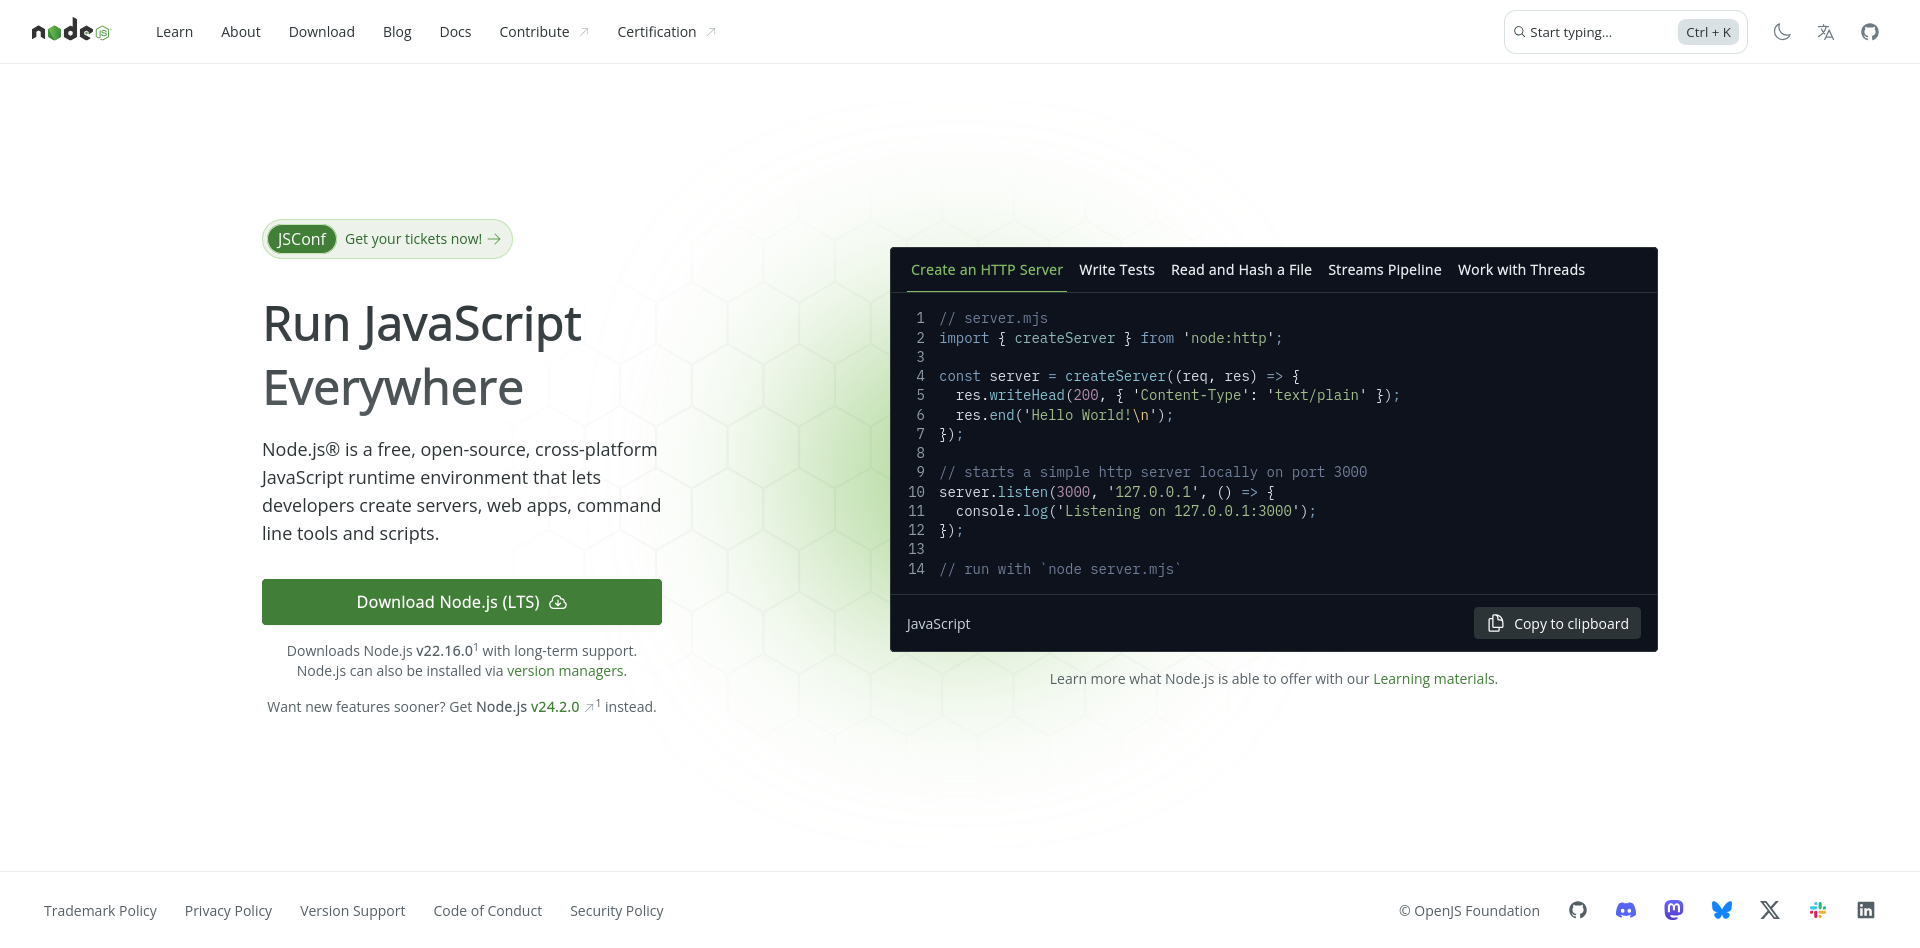 node JS
Learn About Download Blog Docs Contribute Certification
Start typing... Ctrl + K
JSConf Get your tickets now!
Run JavaScript
Everywhere
Node.js® is a free, open-source, cross-platform
JavaScript runtime environment that lets
developers create servers, web apps, command
line tools and scripts.
Download Node.js (LTS)
Downloads Node.js v22.16.0¹ with long-term support.
Node.js can also be installed via version managers.
Want new features sooner? Get Node.js v24.2.0 ¹ instead.
Create an HTTP Server Write Tests Read and Hash a File Streams Pipeline Work with Threads
1 // server.mjs
2 import { createServer } from 'node:http';
3
4 const server = createServer((req, res) => {
5   res.writeHead(200, { 'Content-Type': 'text/plain' });
6   res.end('Hello World!\n');
7 });
8
9 // starts a simple http server locally on port 3000
10 server.listen(3000, '127.0.0.1', () => {
11   console.log('Listening on 127.0.0.1:3000');
12 });
13
14 // run with `node server.mjs`
JavaScript Copy to clipboard
Learn more what Node.js is able to offer with our Learning materials.
Trademark Policy Privacy Policy Version Support Code of Conduct Security Policy
© OpenJS Foundation